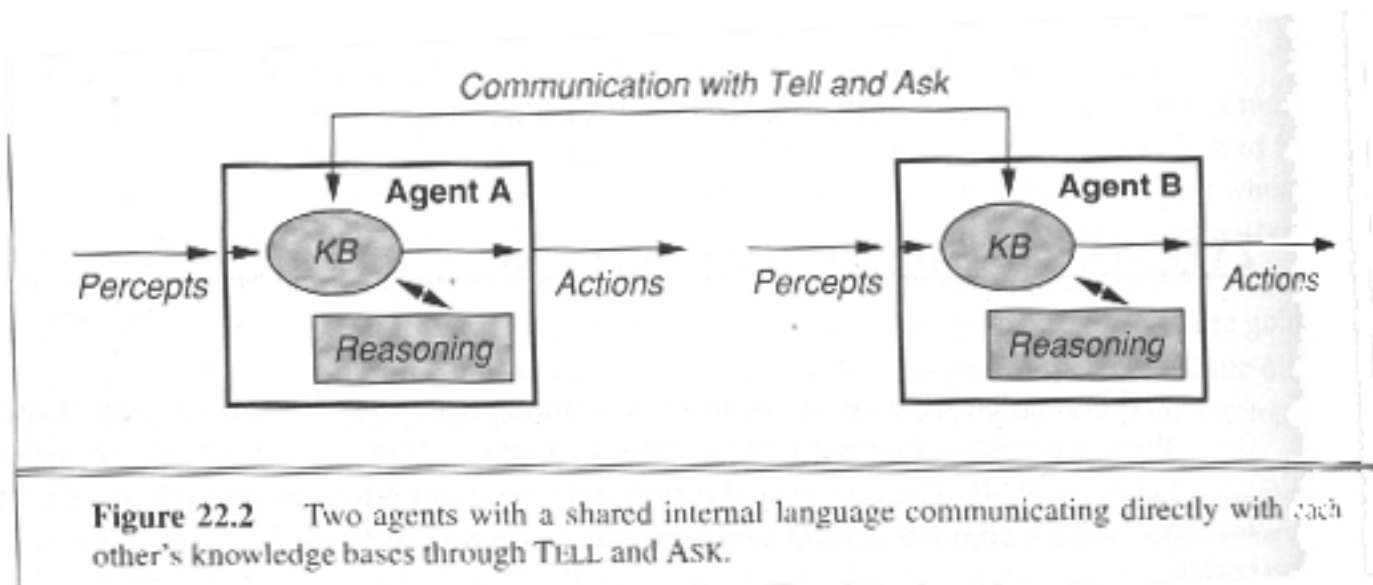 Communication with Tell and Ask
Agent A
Agent B
KB
KB
Percepts
Actions
Percepts
Actions
Reasoning
Reasoning
Figure 22.2 Two agents with a shared internal language communicating directly with each
other's knowledge bases through TELL and ASK.